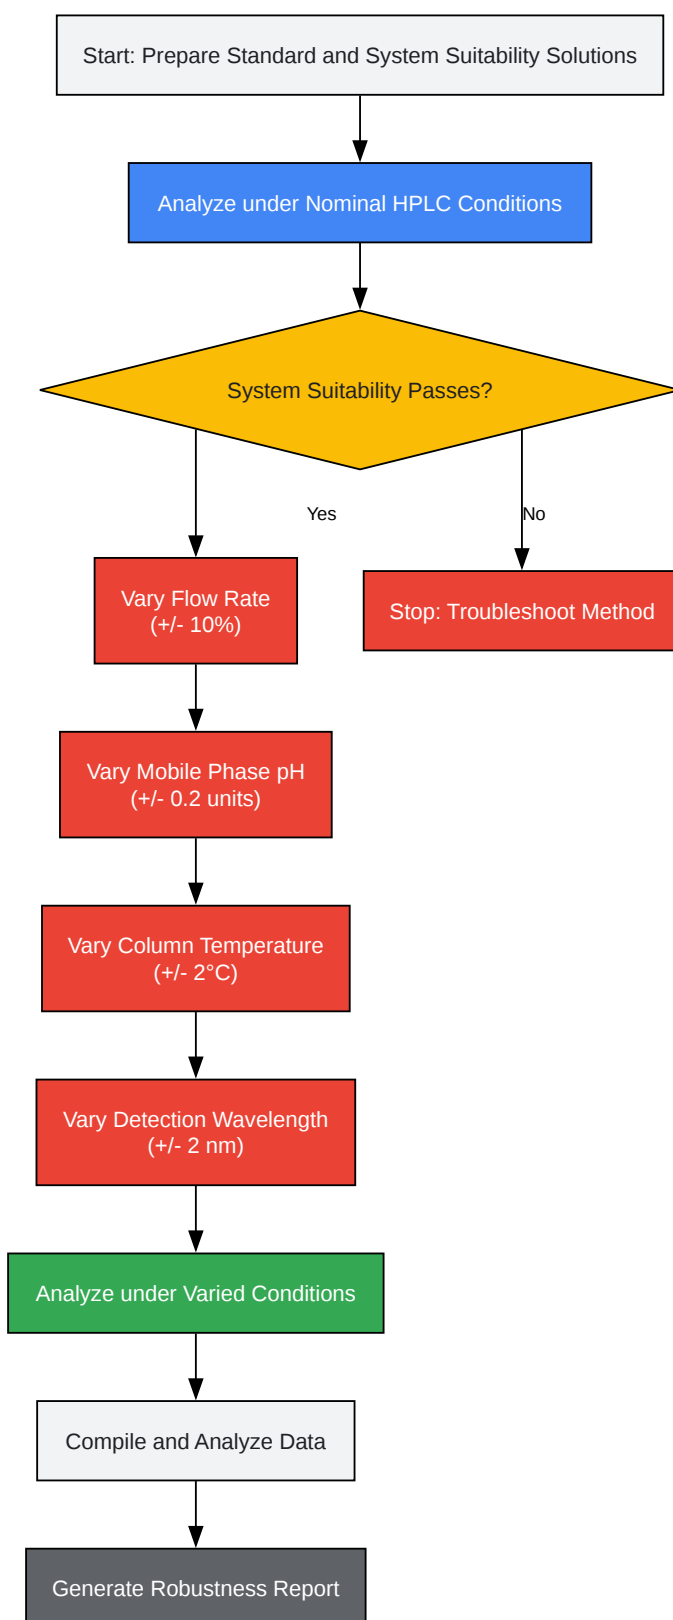 Start: Prepare Standard and System Suitability Solutions
Analyze under Nominal HPLC Conditions
System Suitability Passes?
Yes
No
Vary Flow Rate
(+/- 10%)
Stop: Troubleshoot Method
Vary Mobile Phase pH
(+/- 0.2 units)
Vary Column Temperature
(+/- 2°C)
Vary Detection Wavelength
(+/- 2 nm)
Analyze under Varied Conditions
Compile and Analyze Data
Generate Robustness Report